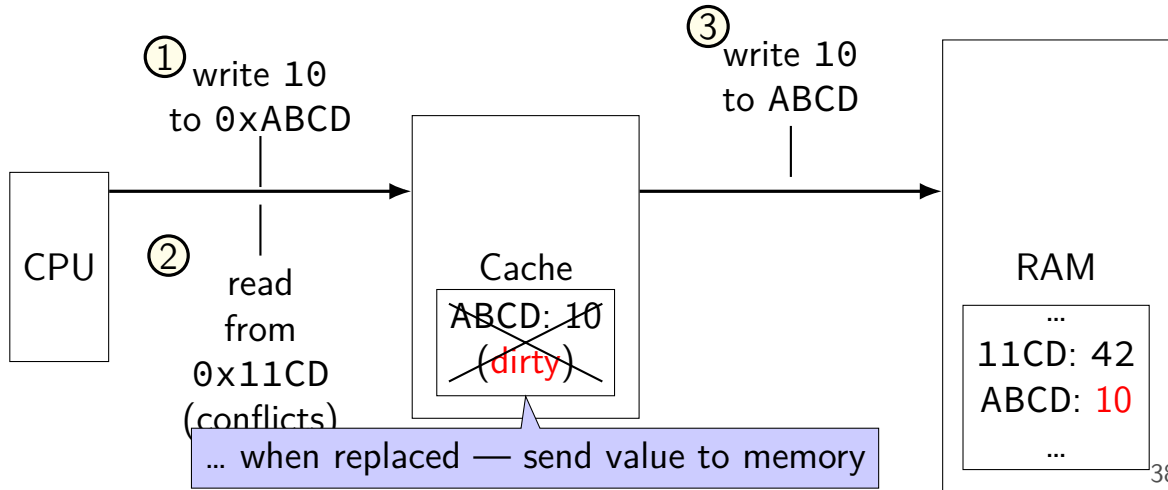 1
write 10
to 0xABCD
3
write 10
to ABCD
CPU
2
read
from
0x11CD
(conflicts)
Cache
ABCD: 10
(dirty)
RAM
...
11CD: 42
ABCD: 10
...
... when replaced — send value to memory
38